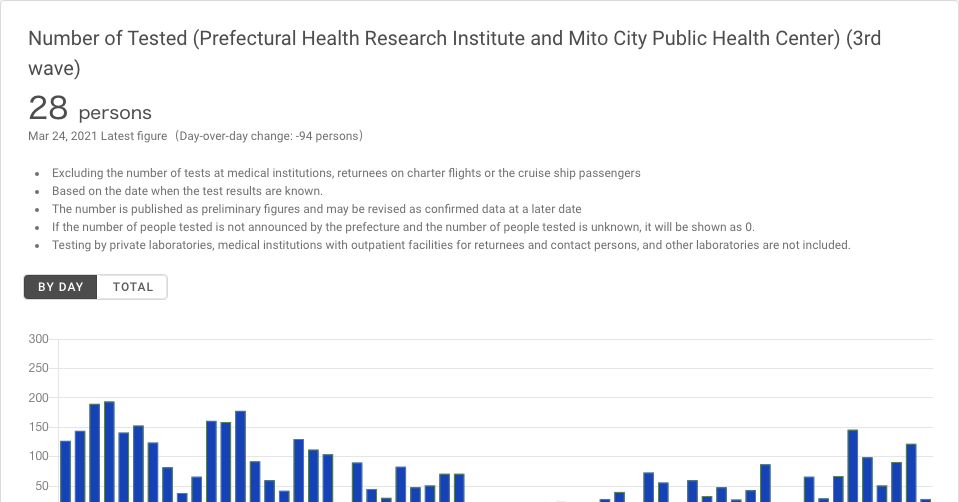 Number of Tested (Prefectural Health Research Institute and Mito City Public Health Center) (3rd
wave)
28 persons
Mar 24, 2021 Latest figure（Day-over-day change: -94 persons）
• Excluding the number of tests at medical institutions, returnees on charter flights or the cruise ship passengers
• Based on the date when the test results are known.
• The number is published as preliminary figures and may be revised as confirmed data at a later date
• If the number of people tested is not announced by the prefecture and the number of people tested is unknown, it will be shown as 0.
• Testing by private laboratories, medical institutions with outpatient facilities for returnees and contact persons, and other laboratories are not included.
BY DAY TOTAL
300
250
200
150
100
50